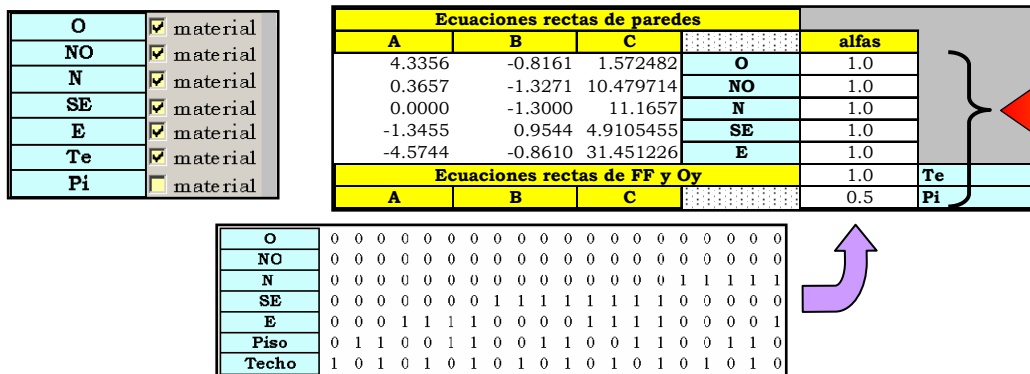 O material
NO material
N material
SE material
E material
Te material
Pi material
Ecuaciones rectas de paredes
A B C alfas
4.3356 -0.8161 1.572482 O 1.0
0.3657 -1.3271 10.479714 NO 1.0
0.0000 -1.3000 11.1657 N 1.0
-1.3455 0.9544 4.9105455 SE 1.0
-4.5744 -0.8610 31.451226 E 1.0
Ecuaciones rectas de FF y Oy 1.0 Te
A B C 0.5 Pi
O 0 0 0 0 0 0 0 0 0 0 0 0 0 0 0 0 0 0 0 0
NO 0 0 0 0 0 0 0 0 0 0 0 0 0 0 0 0 0 0 0 0
N 0 0 0 0 0 0 0 0 0 0 0 0 0 0 0 1 1 1 1 1
SE 0 0 0 0 0 0 0 1 1 1 1 1 1 1 1 0 0 0 0 0
E 0 0 0 1 1 1 1 0 0 0 0 1 1 1 1 0 0 0 0 1
Piso 0 1 1 0 0 1 1 0 0 1 1 0 0 1 1 0 0 1 1 0
Techo 1 0 1 0 1 0 1 0 1 0 1 0 1 0 1 0 1 0 1 0